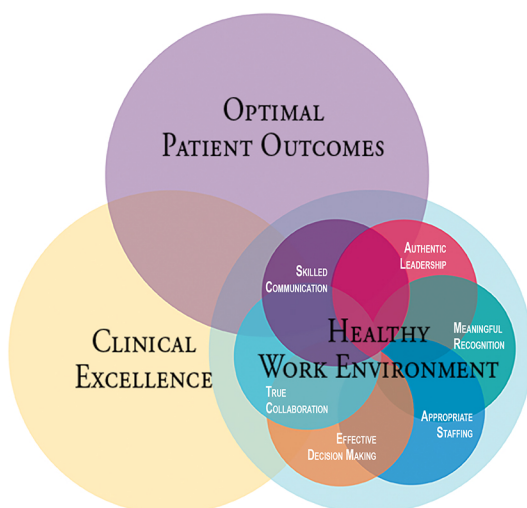 OPTIMAL
PATIENT OUTCOMES
CLINICAL
EXCELLENCE
HEALTHY
WORK ENVIRONMENT
SKILLED
COMMUNICATION
AUTHENTIC
LEADERSHIP
MEANINGFUL
RECOGNITION
APPROPRIATE
STAFFING
EFFECTIVE
DECISION MAKING
TRUE
COLLABORATION